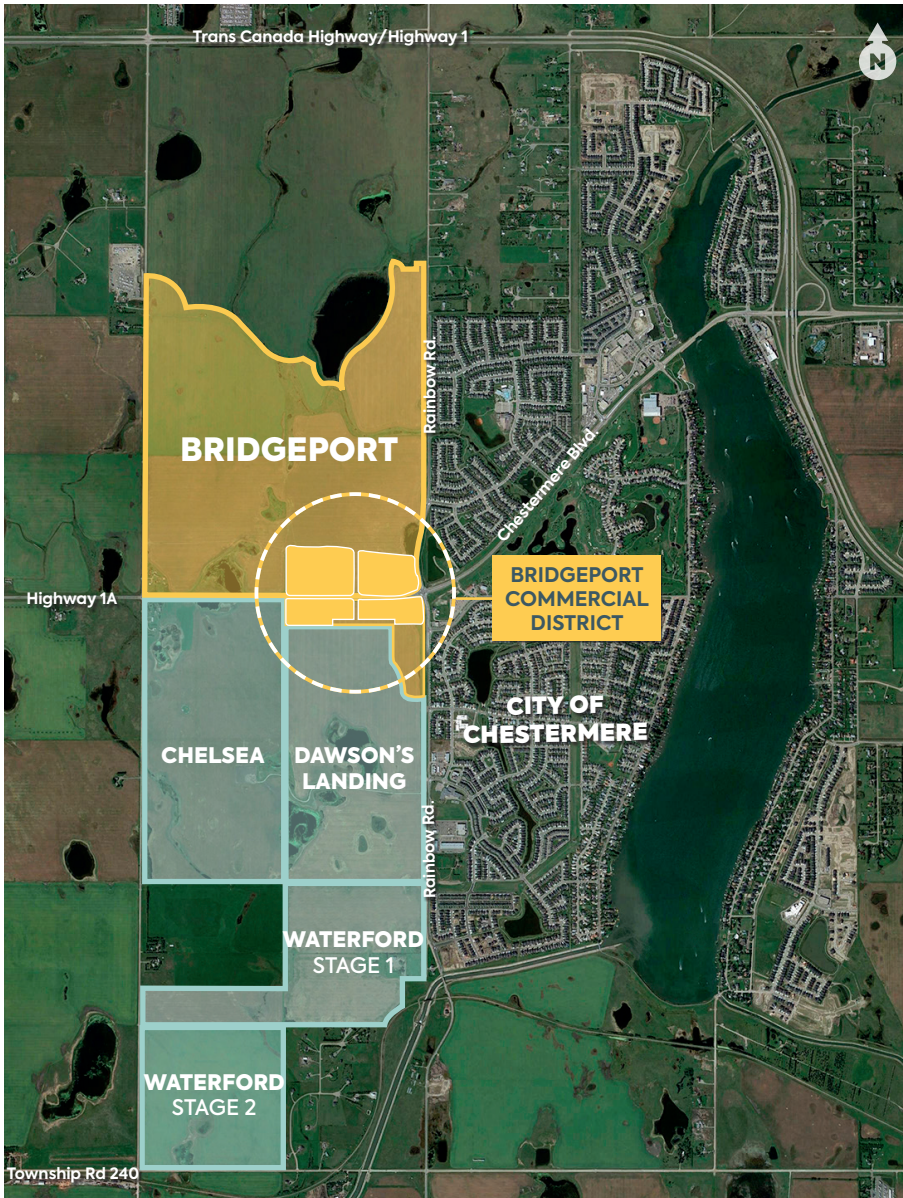 Trans Canada Highway/Highway 1
N
Rainbow Rd.
BRIDGEPORT
Chestermere Blvd.
BRIDGEPORT
COMMERCIAL
DISTRICT
Highway 1A
CITY OF
CHESTERMERE
CHELSEA
DAWSON'S
LANDING
Rainbow Rd.
WATERFORD
STAGE 1
WATERFORD
STAGE 2
Township Rd 240